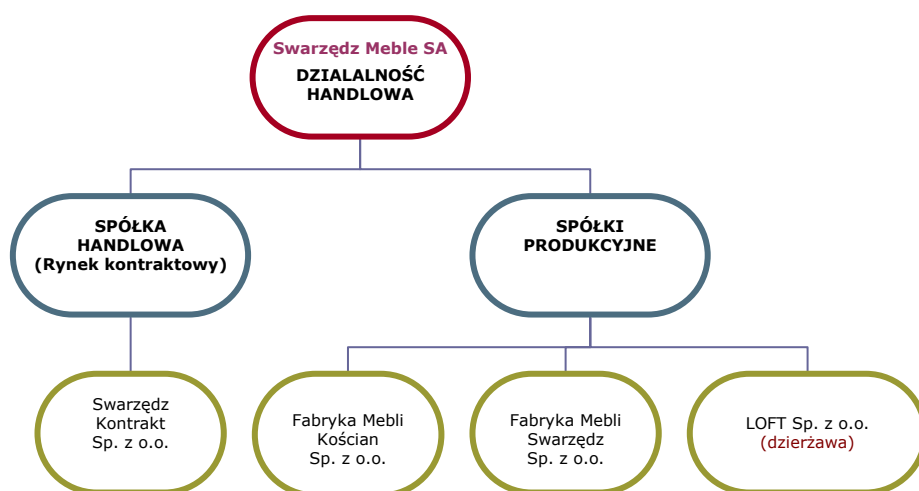 Swarzędz Meble SA
DZIALALNOŚĆ
HANDLOWA
SPÓŁKA
HANDLOWA
(Rynek kontraktowy)
SPÓŁKI
PRODUKCYJNE
Swarzędz
Kontrakt
Sp. z o.o.
Fabryka Mebli
Kościan
Sp. z o.o.
Fabryka Mebli
Swarzędz
Sp. z o.o.
LOFT Sp. z o.o.
(dzierżawa)